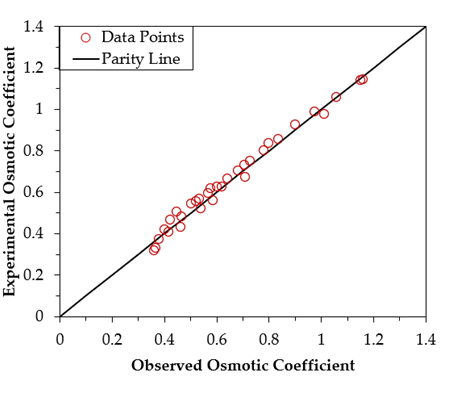 1.4
1.2
1
0.8
0.6
0.4
0.2
0
Experimental Osmotic Coefficient
Data Points
Parity Line
0 0.2 0.4 0.6 0.8 1 1.2 1.4
Observed Osmotic Coefficient